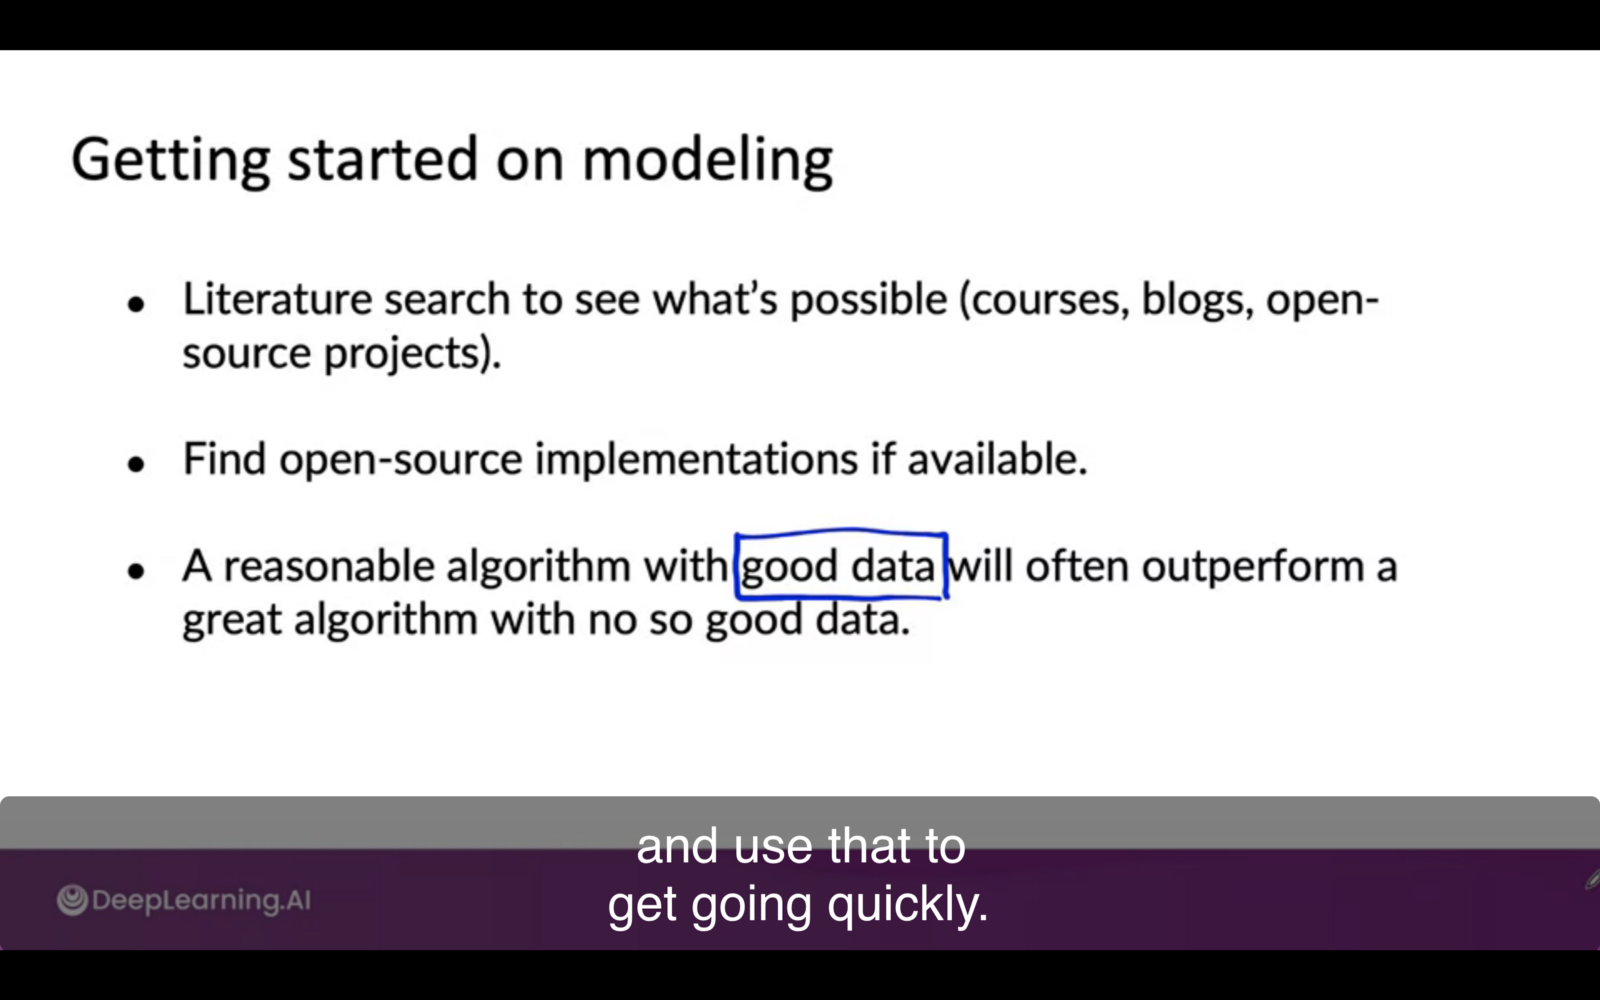 Getting started on modeling
● Literature search to see what's possible (courses, blogs, open-
source projects).
● Find open-source implementations if available.
● A reasonable algorithm with good data will often outperform a
great algorithm with no so good data.
and use that to
get going quickly.
DeepLearning.AI